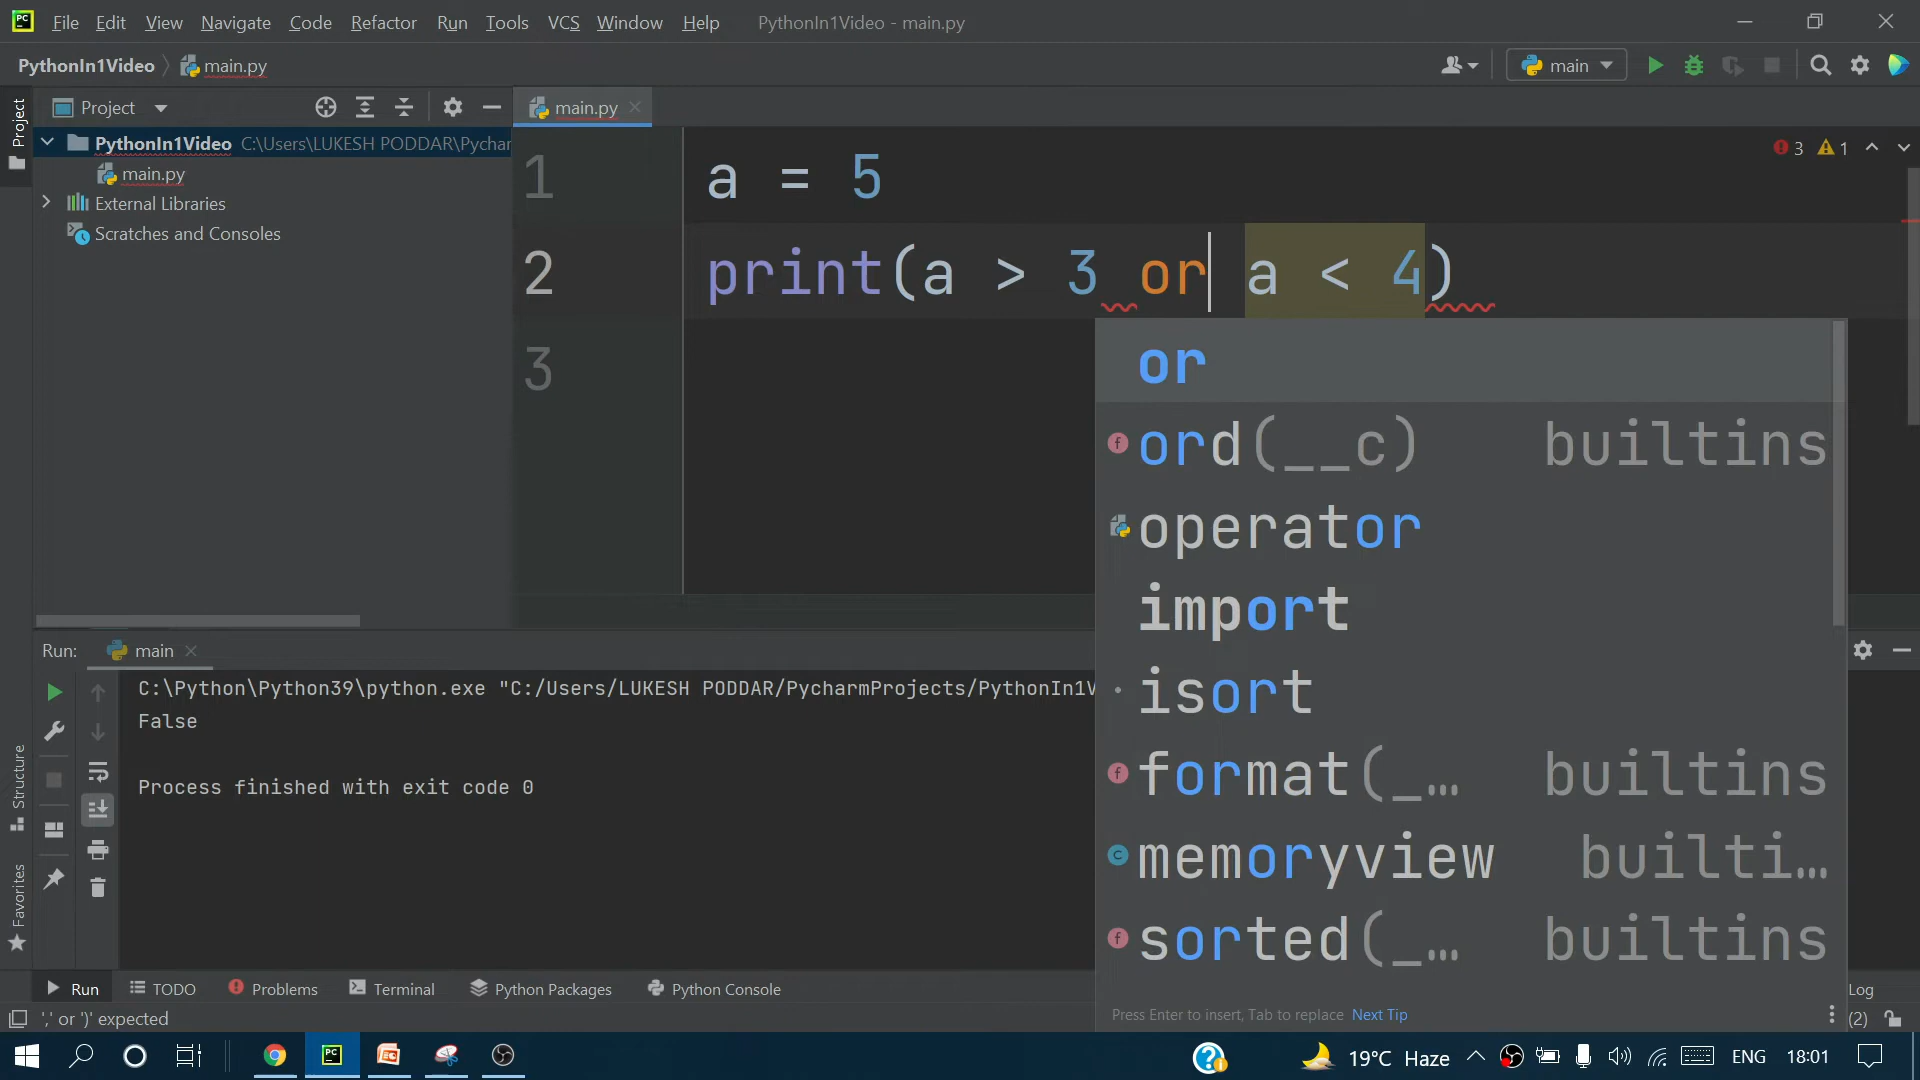 PC File Edit View Navigate Code Refactor Run Tools VCS Window Help PythonIn1Video - main.py
PythonIn1Video main.py main
Project main.py
Project
PythonIn1Video C:\Users\LUKESH PODDAR\Pychar
main.py
External Libraries
Scratches and Consoles
3 1
1 a = 5
2 print(a > 3 or a < 4)
3
or
ord(__c) builtins
operator
import
isort
format(_… builtins
memoryview builti…
sorted(_… builtins
Press Enter to insert, Tab to replace Next Tip
Run: main
C:\Python\Python39\python.exe "C:/Users/LUKESH PODDAR/PycharmProjects/PythonIn1V
False
Process finished with exit code 0
Structure
Favorites
Run TODO Problems Terminal Python Packages Python Console Log
',' or ')' expected (2)
PC 19°C Haze ENG 18:01